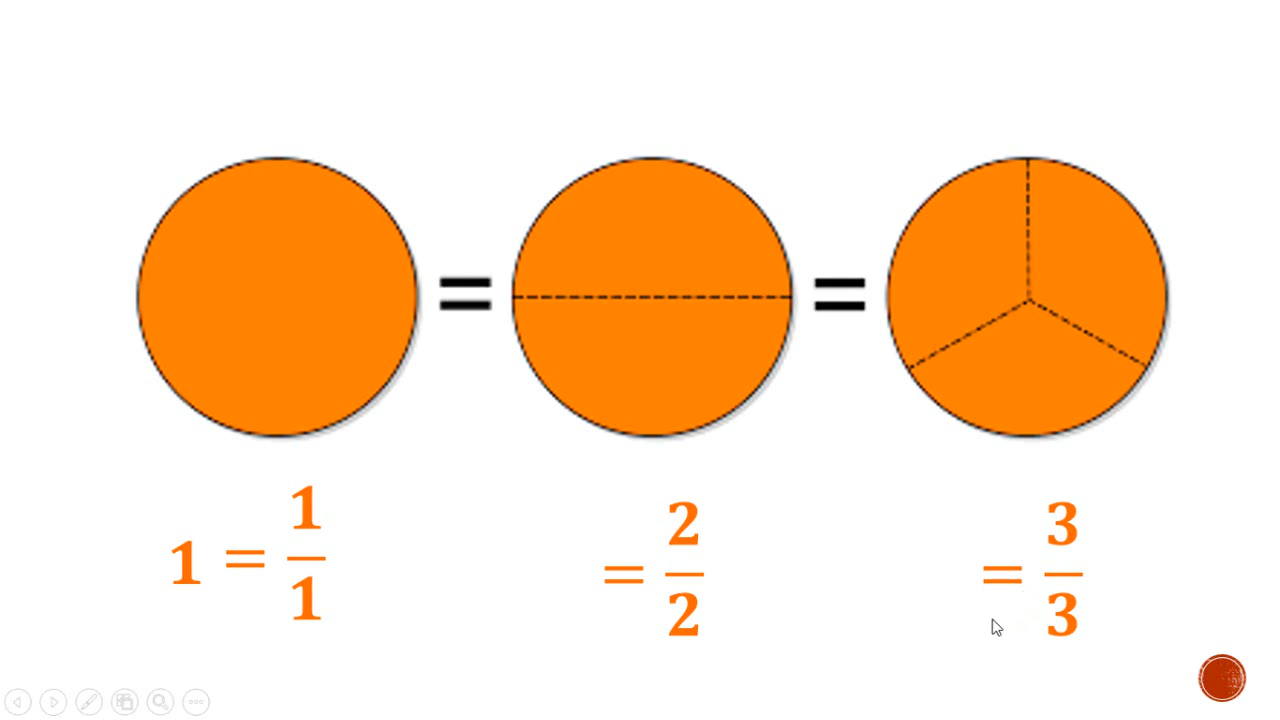 = =
1 = 1/1 = 2/2 = 3/3